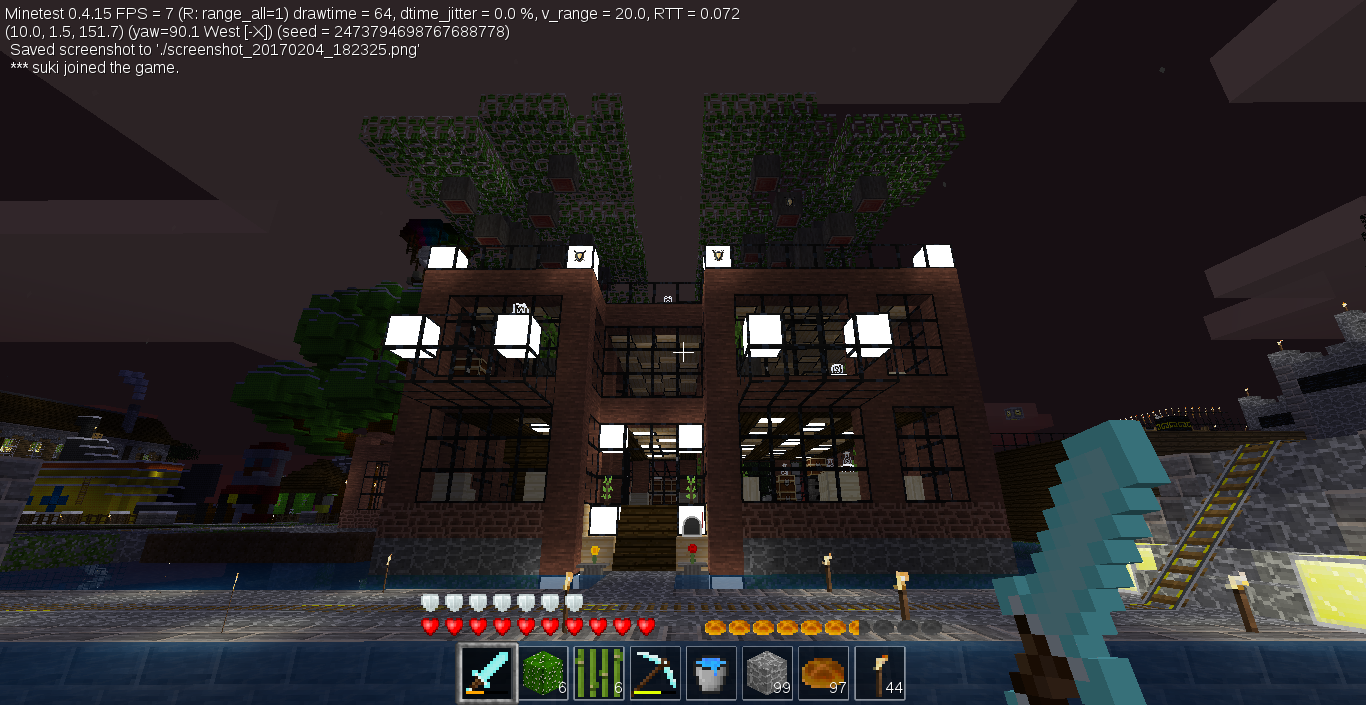 Minetest 0.4.15 FPS = 7 (R: range_all=1) drawtime = 64, dtime_jitter = 0.0 %, v_range = 20.0, RTT = 0.072
(10.0, 1.5, 151.7) (yaw=90.1 West [-X]) (seed = 2473794698767688778)
Saved screenshot to './screenshot_20170204_182325.png'
*** suki joined the game.
6
6
99
97
44